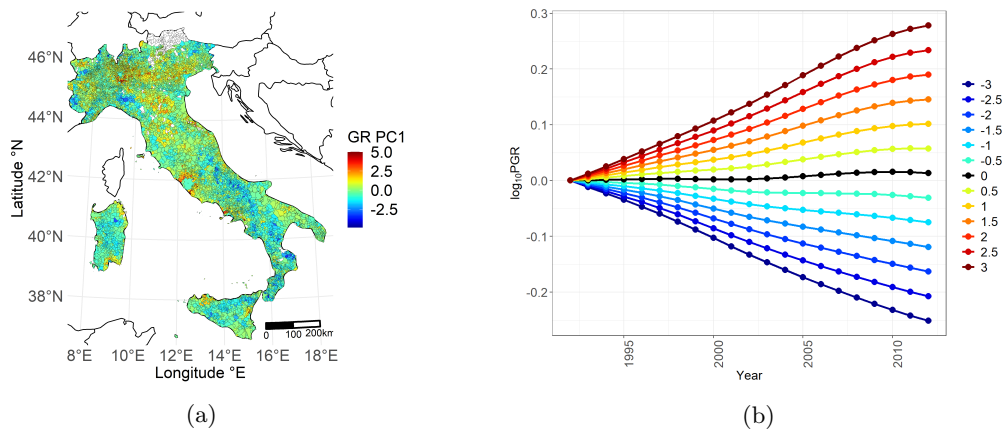 46°N
44°N
42°N
40°N
38°N
Latitude °N
8°E 10°E 12°E 14°E 16°E 18°E
Longitude °E
GR PC1
5.0
2.5
0.0
-2.5
0 100 200km
(a)
0.3
0.2
0.1
0.0
-0.1
-0.2
log₁₀PGR
1995 2000 2005 2010
Year
-3
-2.5
-2
-1.5
-1
-0.5
0
0.5
1
1.5
2
2.5
3
(b)